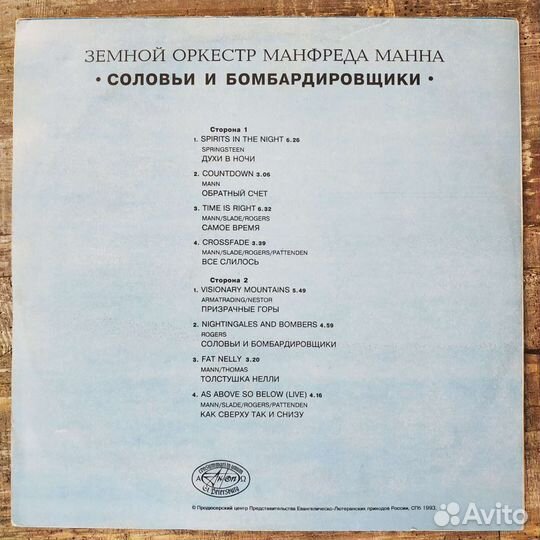 ЗЕМНОЙ ОРКЕСТР МАНФРЕДА МАННА
• СОЛОВЬИ И БОМБАРДИРОВЩИКИ •
Сторона 1
1. SPIRITS IN THE NIGHT 6.26
SPRINGSTEEN
ДУХИ В НОЧИ
2. COUNTDOWN 3.06
MANN
ОБРАТНЫЙ СЧЕТ
3. TIME IS RIGHT 6.32
MANN/SLADE/ROGERS
САМОЕ ВРЕМЯ
4. CROSSFADE 3.39
MANN/SLADE/ROGERS/PATTENDEN
ВСЕ СЛИЛОСЬ
Сторона 2
1. VISIONARY MOUNTAINS 5.49
ARMATRADING/NESTOR
ПРИЗРАЧНЫЕ ГОРЫ
2. NIGHTINGALES AND BOMBERS 4.59
ROGERS
СОЛОВЬИ И БОМБАРДИРОВЩИКИ
3. FAT NELLY 3.20
MANN/THOMAS
ТОЛСТУШКА НЕЛЛИ
4. AS ABOVE SO BELOW (LIVE) 4.16
MANN/SLADE/ROGERS/PATTENDEN
КАК СВЕРХУ ТАК И СНИЗУ
А Антоп Ω
St Petersburg
© Продюсерский центр Представительства Евангелическо-Лютеранских приходов России, СПб 1993
Avito